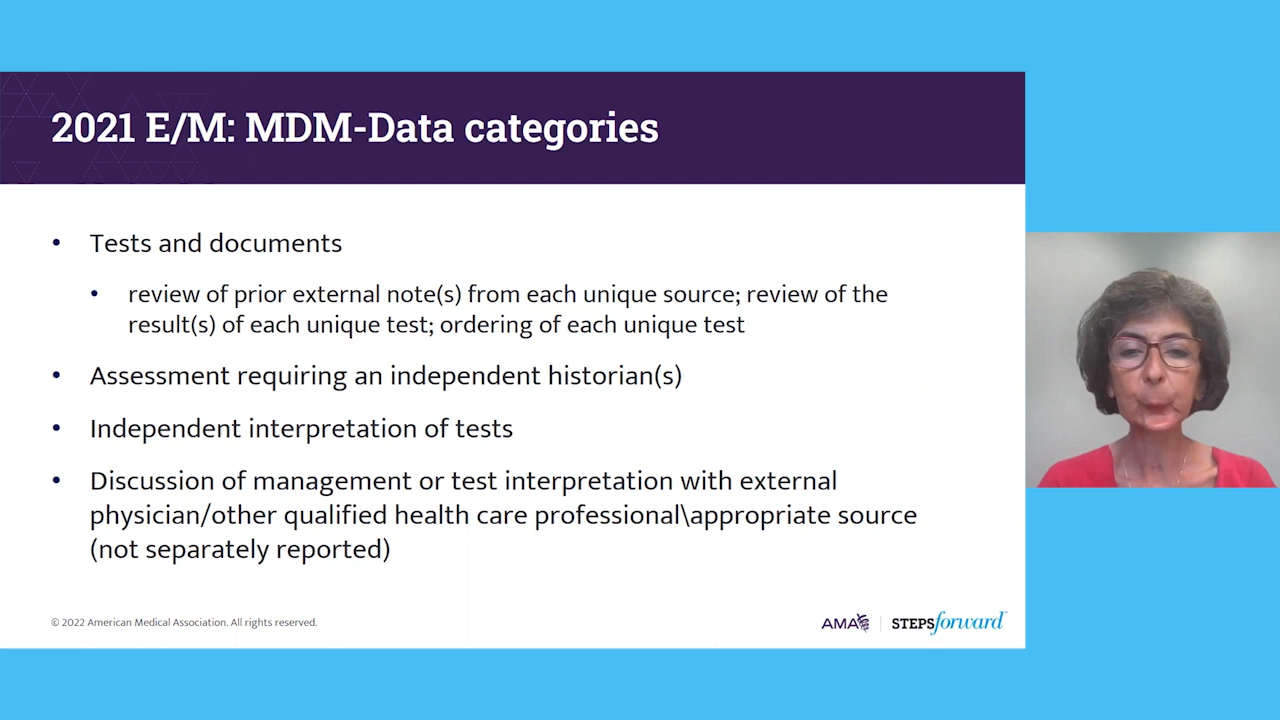 2021 E/M: MDM-Data categories
• Tests and documents
• review of prior external note(s) from each unique source; review of the
result(s) of each unique test; ordering of each unique test
• Assessment requiring an independent historian(s)
• Independent interpretation of tests
• Discussion of management or test interpretation with external
physician/other qualified health care professional\appropriate source
(not separately reported)
© 2022 American Medical Association. All rights reserved.
AMA | STEPSforward™